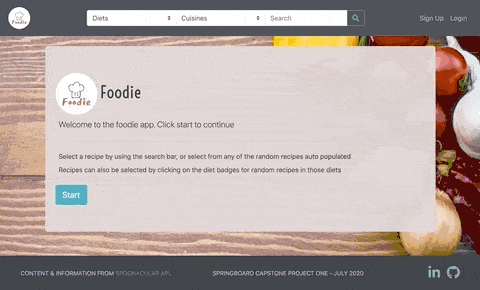 Foodie
Diets
Cuisines
Search
Sign Up
Login
Foodie
Foodie
Welcome to the foodie app. Click start to continue
Select a recipe by using the search bar, or select from any of the random recipes auto populated
Recipes can also be selected by clicking on the diet badges for random recipes in those diets
Start
CONTENT & INFORMATION FROM SPOONACULAR API
SPRINGBOARD CAPSTONE PROJECT ONE - JULY 2020
in